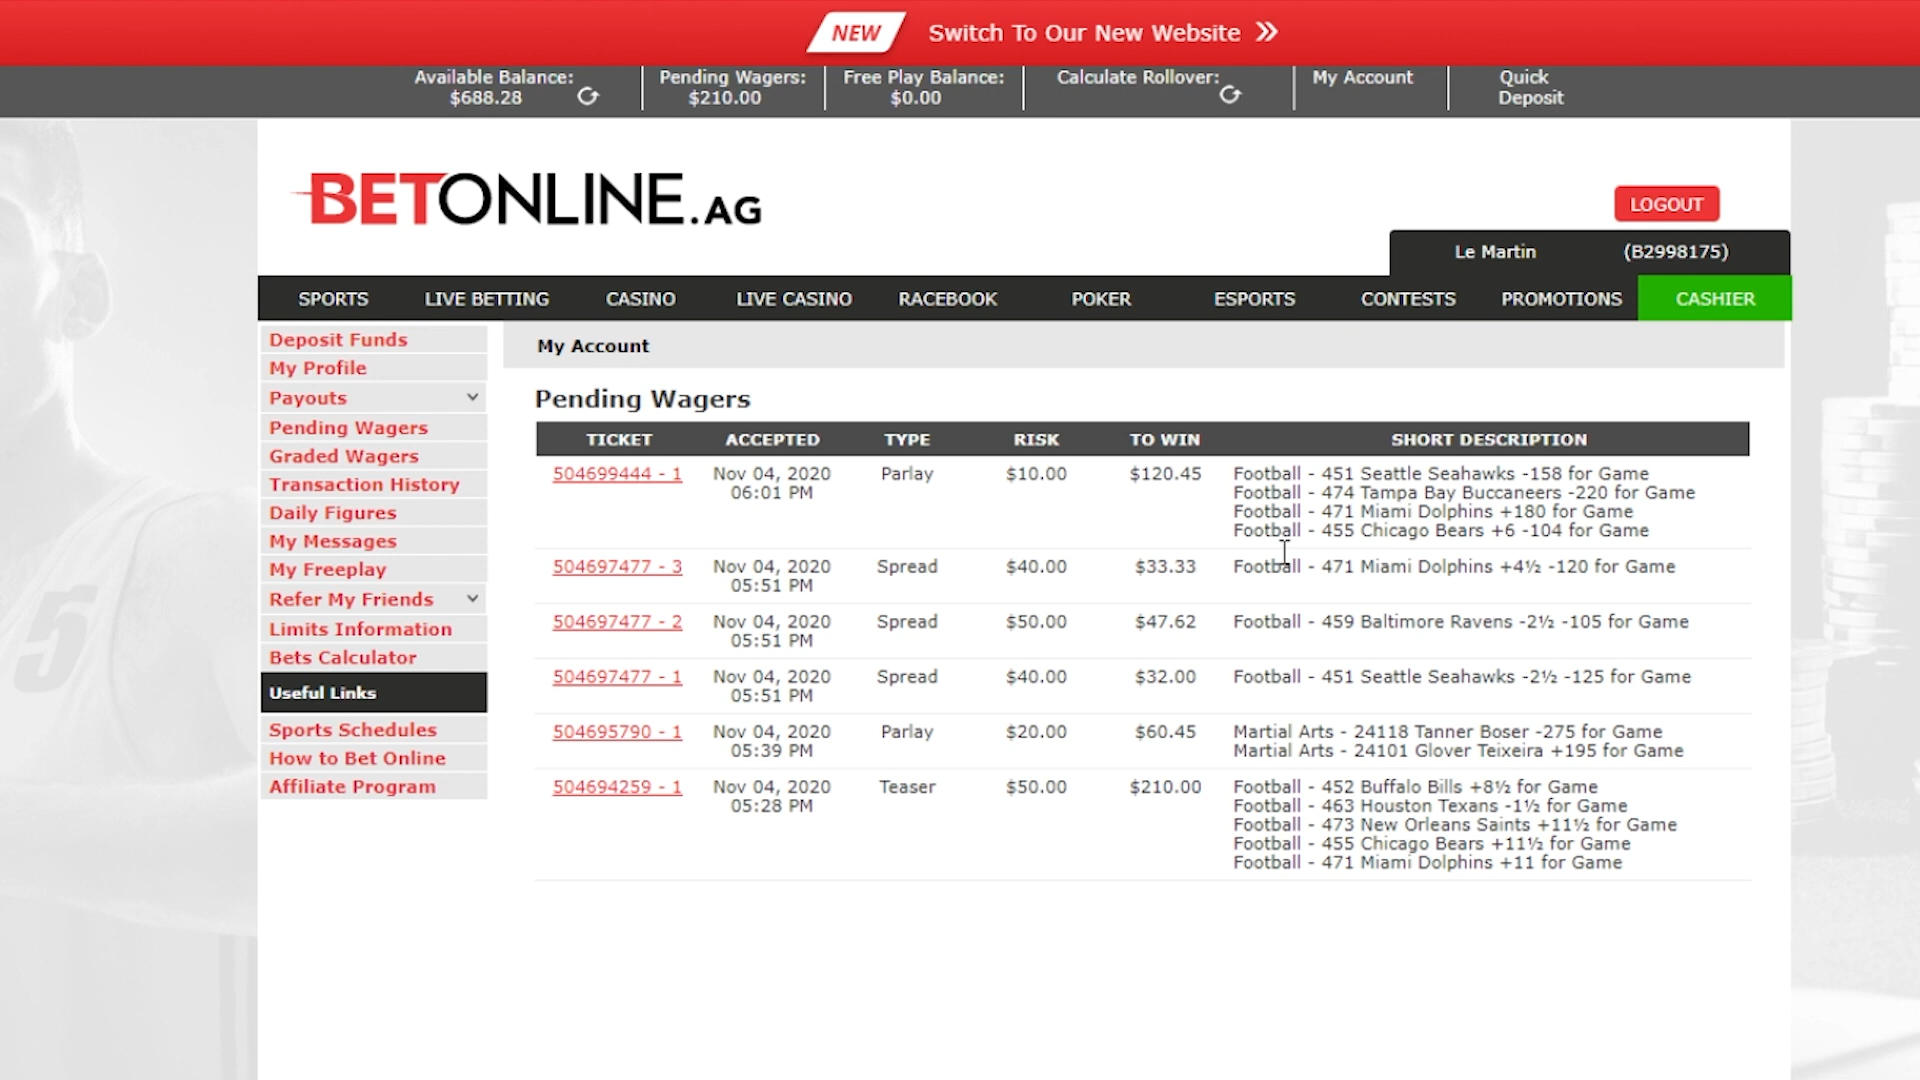 NEW Switch To Our New Website
Available Balance: Pending Wagers: Free Play Balance: Calculate Rollover: My Account Quick
$688.28 $210.00 $0.00 Deposit
BETONLINE.AG
LOGOUT
Le Martin (B2998175)
SPORTS LIVE BETTING CASINO LIVE CASINO RACEBOOK POKER ESPORTS CONTESTS PROMOTIONS CASHIER
Deposit Funds
My Profile
Payouts
Pending Wagers
Graded Wagers
Transaction History
Daily Figures
My Messages
My Freeplay
Refer My Friends
Limits Information
Bets Calculator
Useful Links
Sports Schedules
How to Bet Online
Affiliate Program
My Account
Pending Wagers
TICKET ACCEPTED TYPE RISK TO WIN SHORT DESCRIPTION
504699444 - 1 Nov 04, 2020 Parlay $10.00 $120.45 Football - 451 Seattle Seahawks -158 for Game
06:01 PM Football - 474 Tampa Bay Buccaneers -220 for Game
Football - 471 Miami Dolphins +180 for Game
Football - 455 Chicago Bears +6 -104 for Game
504697477 - 3 Nov 04, 2020 Spread $40.00 $33.33 Football - 471 Miami Dolphins +4½ -120 for Game
05:51 PM
504697477 - 2 Nov 04, 2020 Spread $50.00 $47.62 Football - 459 Baltimore Ravens -2½ -105 for Game
05:51 PM
504697477 - 1 Nov 04, 2020 Spread $40.00 $32.00 Football - 451 Seattle Seahawks -2½ -125 for Game
05:51 PM
504695790 - 1 Nov 04, 2020 Parlay $20.00 $60.45 Martial Arts - 24118 Tanner Boser -275 for Game
05:39 PM Martial Arts - 24101 Glover Teixeira +195 for Game
504694259 - 1 Nov 04, 2020 Teaser $50.00 $210.00 Football - 452 Buffalo Bills +8½ for Game
05:28 PM Football - 463 Houston Texans -1½ for Game
Football - 473 New Orleans Saints +11½ for Game
Football - 455 Chicago Bears +11½ for Game
Football - 471 Miami Dolphins +11 for Game
5